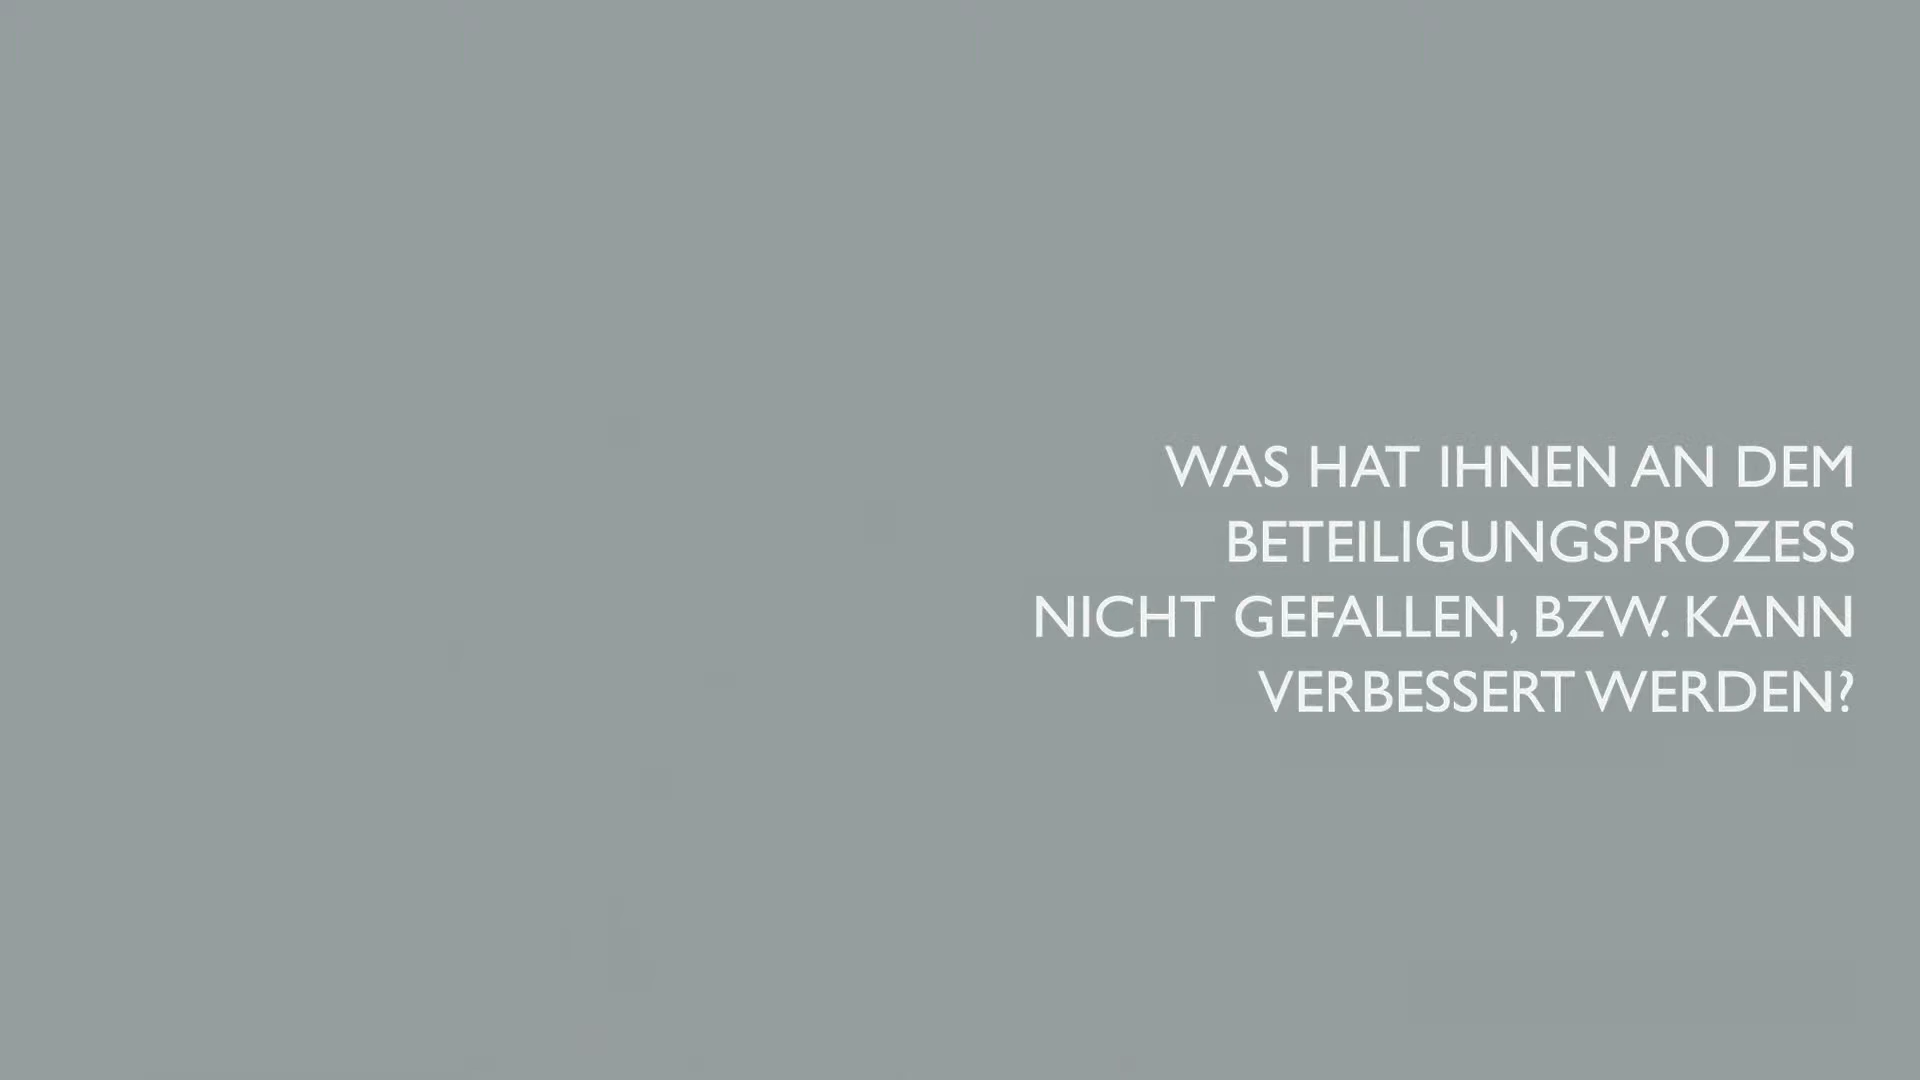 WAS HAT IHNEN AN DEM
BETEILIGUNGSPROZESS
NICHT GEFALLEN, BZW. KANN
VERBESSERT WERDEN?